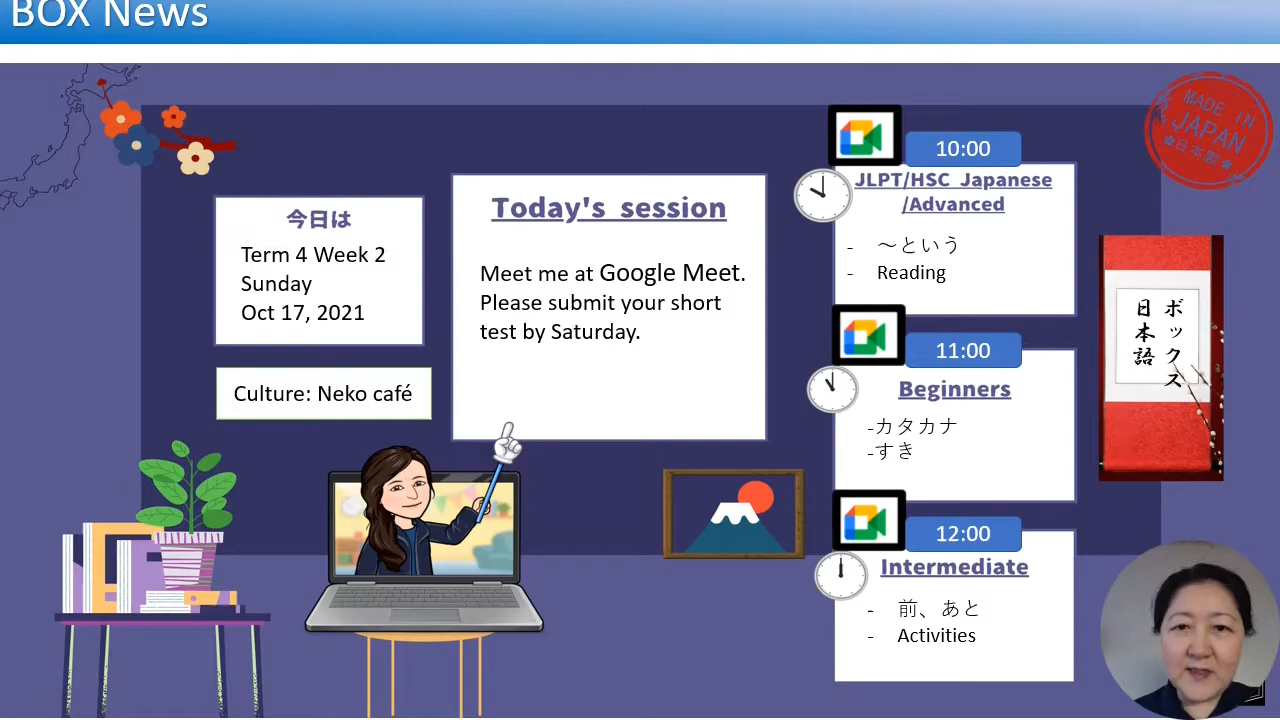 BOX News
MADE IN
JAPAN
日本製
今日は
Term 4 Week 2
Sunday
Oct 17, 2021
Culture: Neko café
Today's session
Meet me at Google Meet.
Please submit your short
test by Saturday.
10:00
JLPT/HSC Japanese
/Advanced
- ～という
- Reading
11:00
Beginners
-カタカナ
-すき
12:00
Intermediate
- 前、あと
- Activities
ボックス
日本語